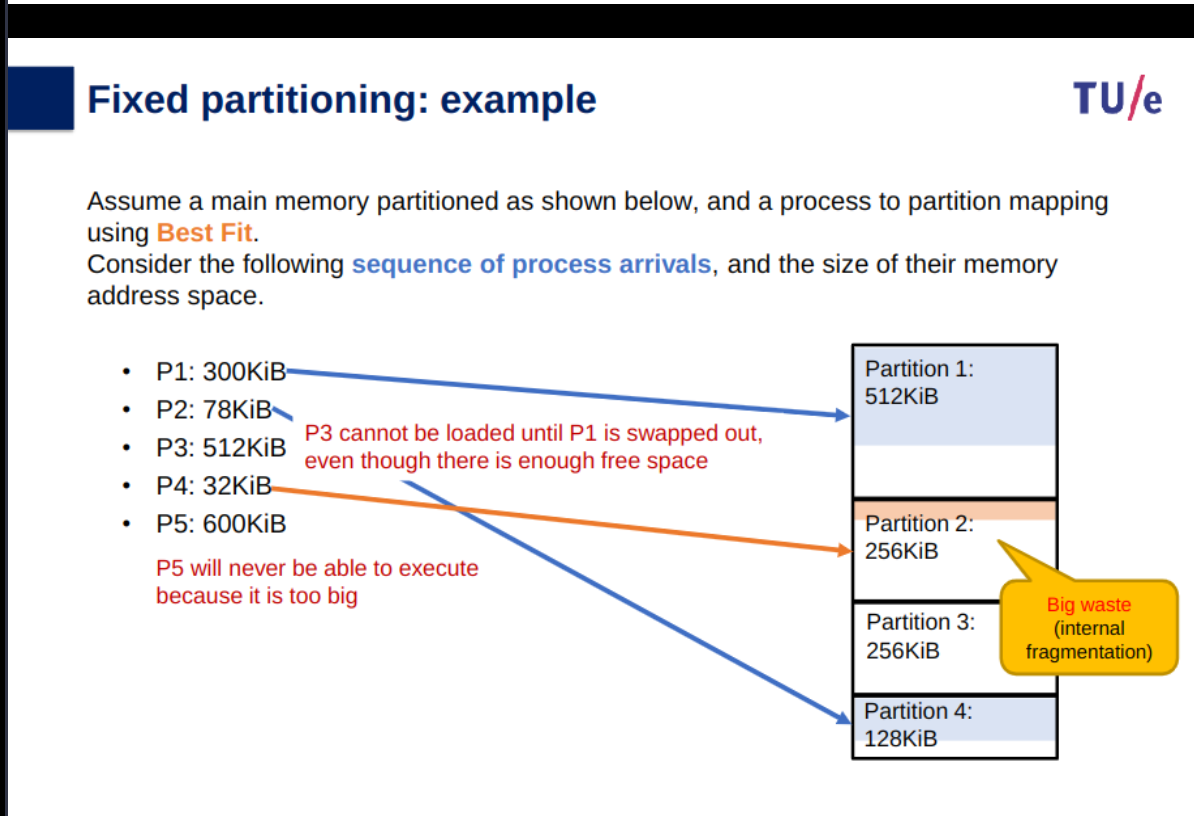 Fixed partitioning: example
TU/e
Assume a main memory partitioned as shown below, and a process to partition mapping
using Best Fit.
Consider the following sequence of process arrivals, and the size of their memory
address space.
• P1: 300KiB
• P2: 78KiB
• P3: 512KiB
• P4: 32KiB
• P5: 600KiB
P3 cannot be loaded until P1 is swapped out,
even though there is enough free space
P5 will never be able to execute
because it is too big
Partition 1:
512KiB
Partition 2:
256KiB
Big waste
(internal
fragmentation)
Partition 3:
256KiB
Partition 4:
128KiB